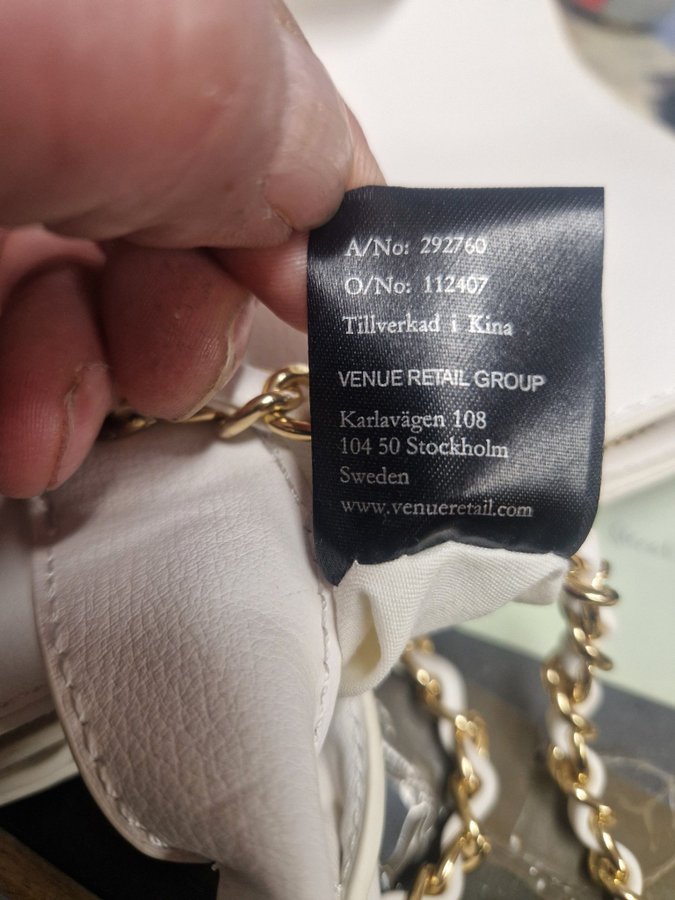 A/No: 292760
O/No: 112407
Tillverkad i Kina
VENUE RETAIL GROUP
Karlavägen 108
104 50 Stockholm
Sweden
www.venueretail.com